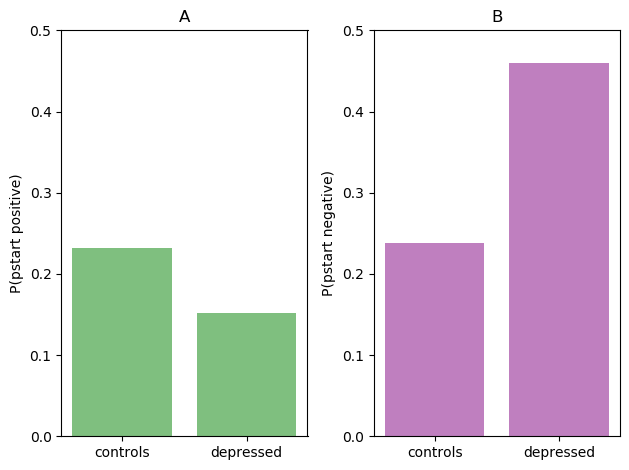 A
P(pstart positive)
0.5
0.4
0.3
0.2
0.1
0.0
controls depressed
B
P(pstart negative)
0.5
0.4
0.3
0.2
0.1
0.0
controls depressed